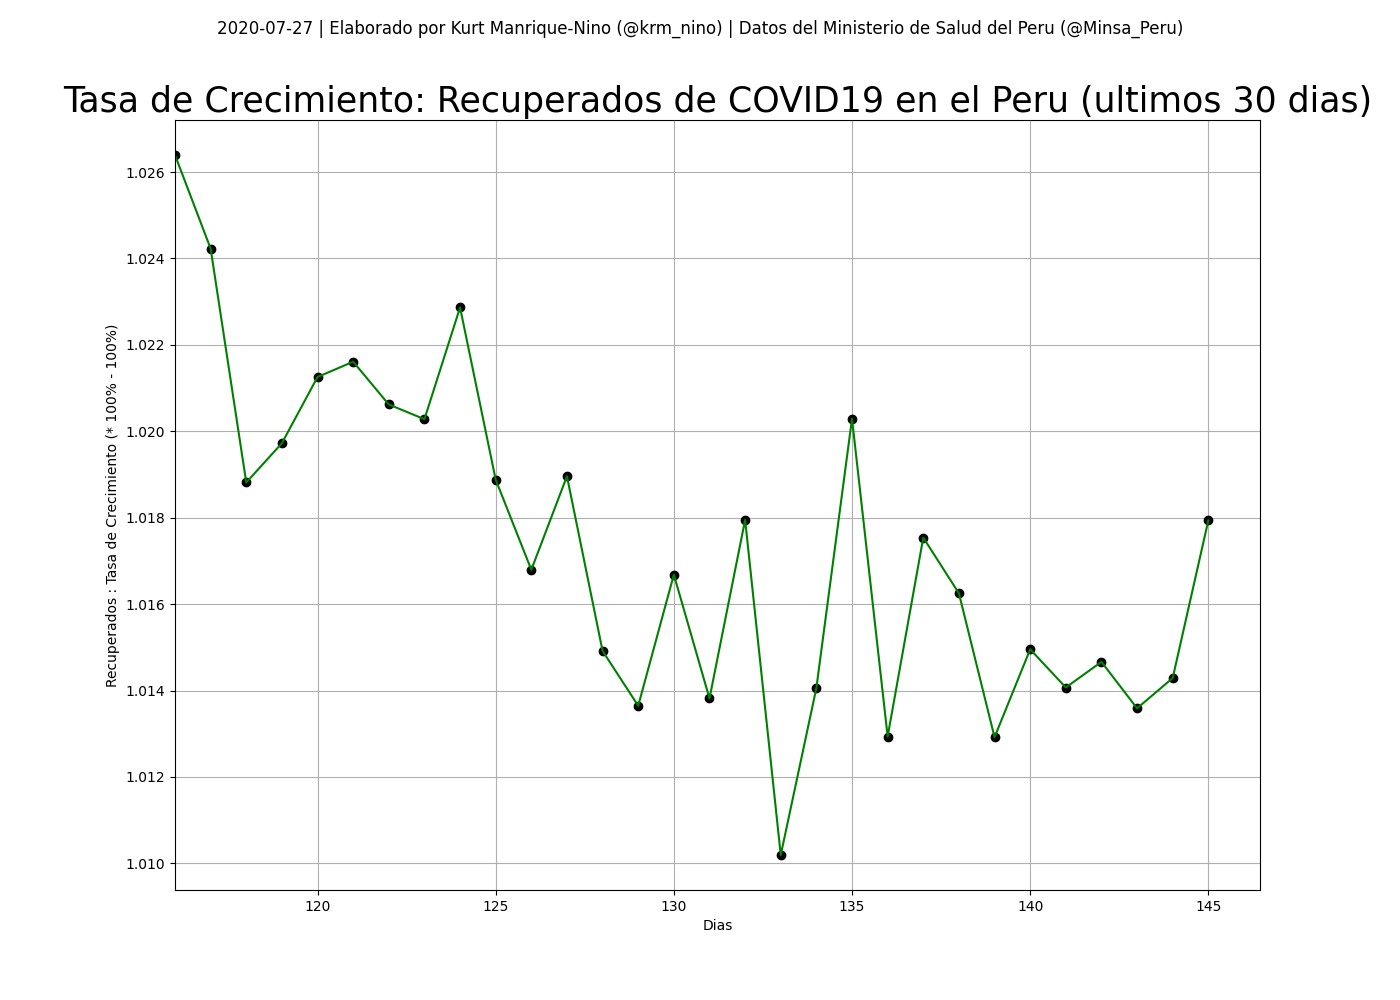 2020-07-27 | Elaborado por Kurt Manrique-Nino (@krm_nino) | Datos del Ministerio de Salud del Peru (@Minsa_Peru)
Tasa de Crecimiento: Recuperados de COVID19 en el Peru (ultimos 30 dias)
Recuperados : Tasa de Crecimiento (* 100% - 100%)
1.026
1.024
1.022
1.020
1.018
1.016
1.014
1.012
1.010
120 125 130 135 140 145
Dias